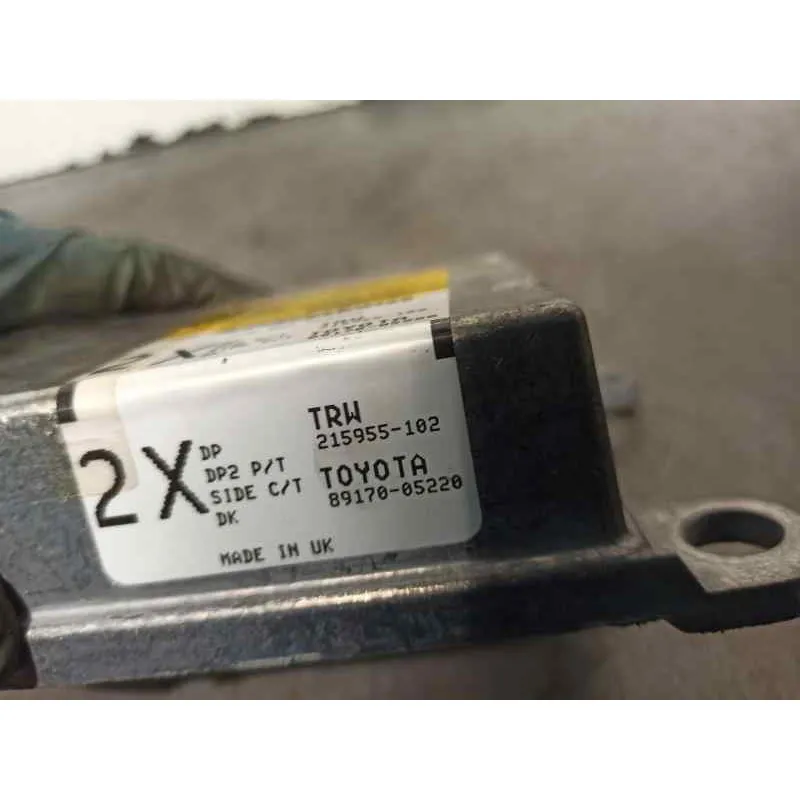 2X
DP
DP2 P/T
SIDE C/T
DK
TRW
215955-102
TOYOTA
89170-05220
MADE IN UK